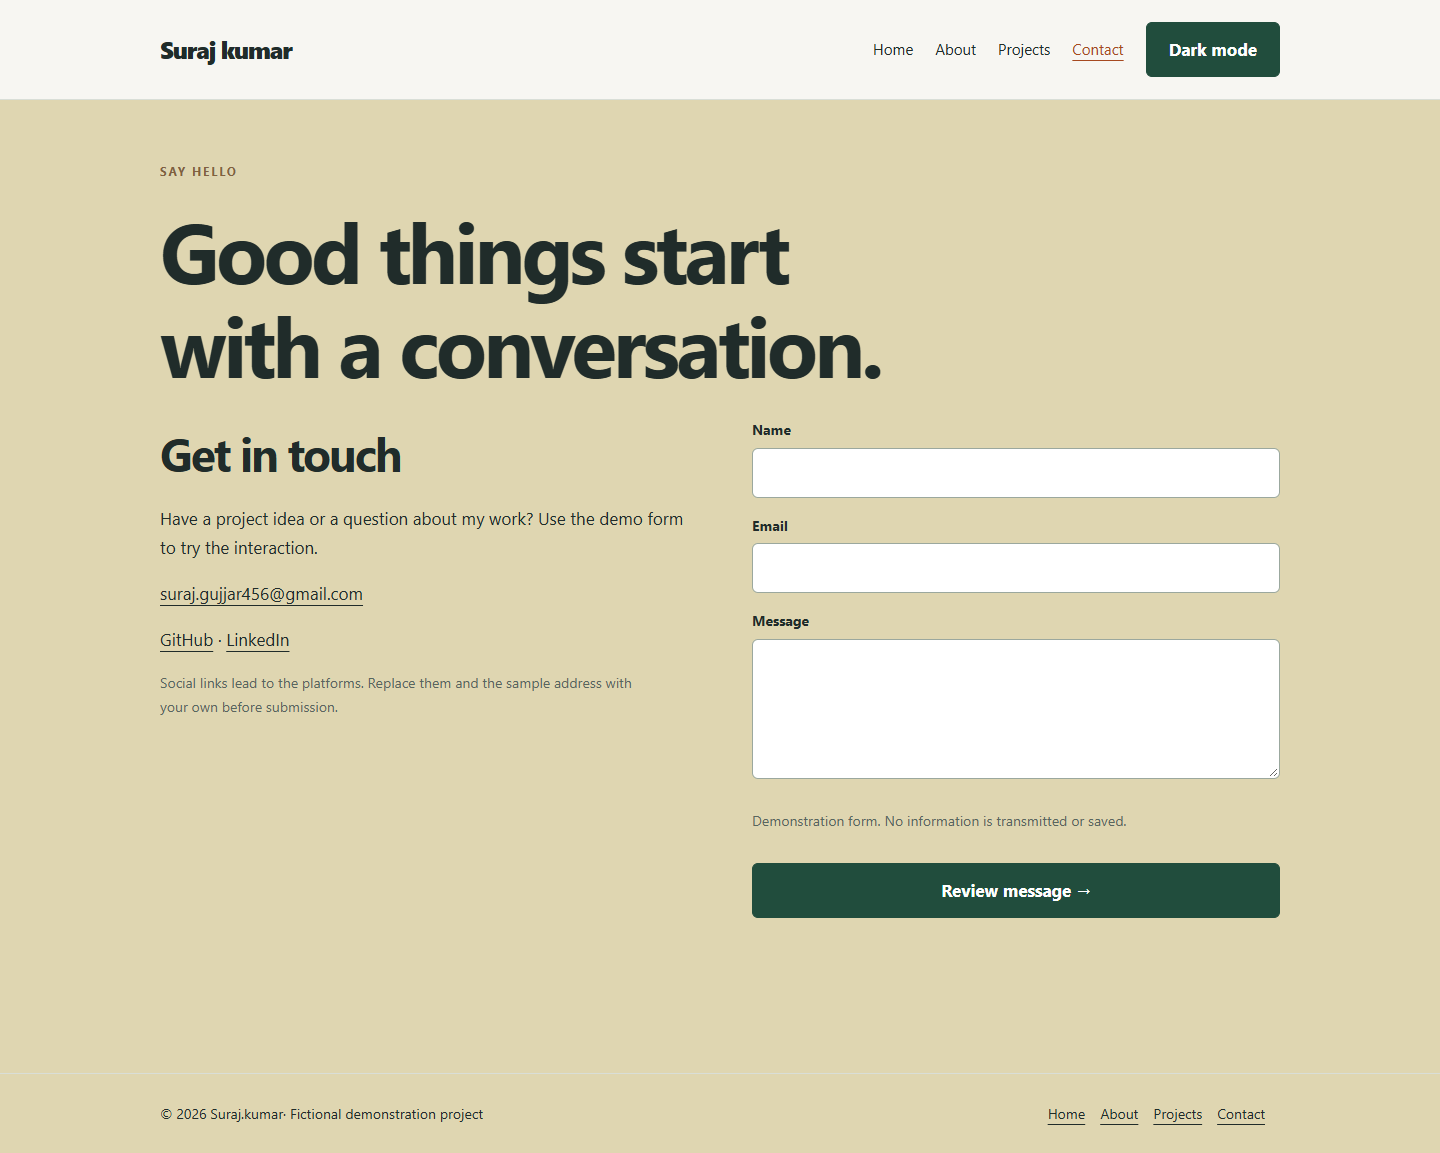 Suraj kumar
Home About Projects Contact Dark mode
SAY HELLO
Good things start
with a conversation.
Get in touch
Have a project idea or a question about my work? Use the demo form
to try the interaction.
suraj.gujjar456@gmail.com
GitHub · LinkedIn
Social links lead to the platforms. Replace them and the sample address with
your own before submission.
Name
Email
Message
Demonstration form. No information is transmitted or saved.
Review message →
© 2026 Suraj.kumar· Fictional demonstration project
Home About Projects Contact